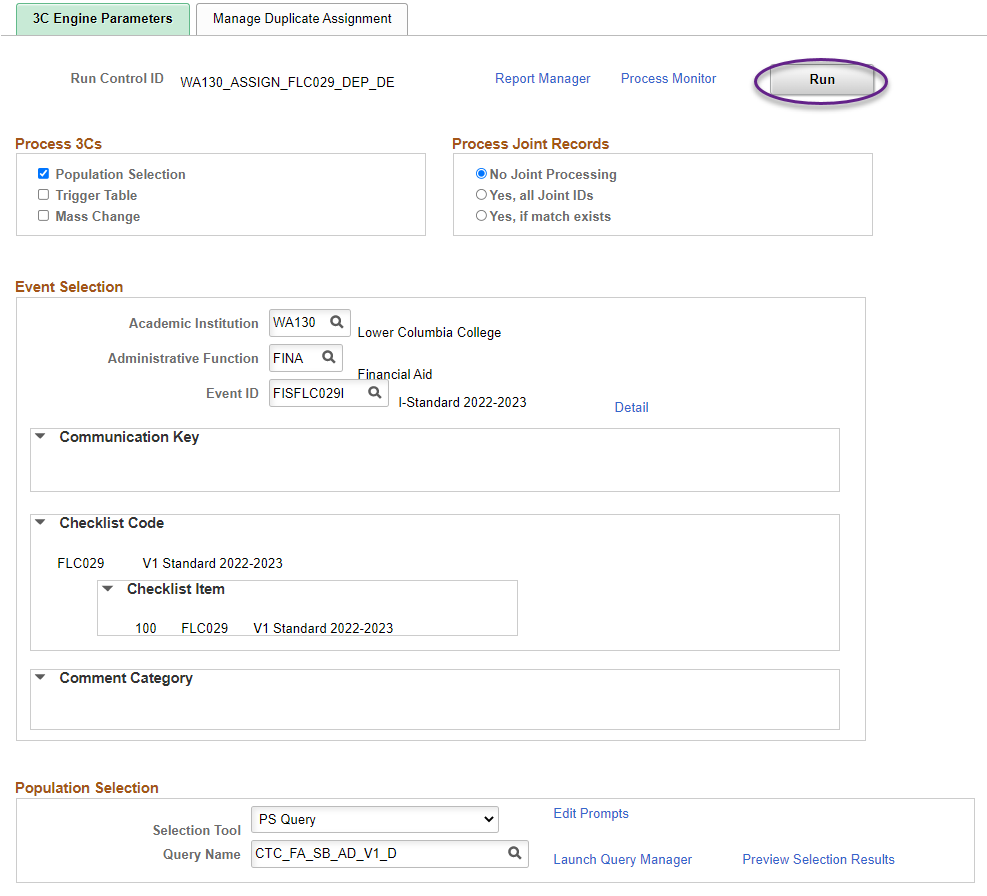 3C Engine Parameters Manage Duplicate Assignment
Run Control ID WA130_ASSIGN_FLC029_DEP_DE Report Manager Process Monitor Run
Process 3Cs Process Joint Records
Population Selection No Joint Processing
Trigger Table Yes, all Joint IDs
Mass Change Yes, if match exists
Event Selection
Academic Institution WA130 Lower Columbia College
Administrative Function FINA Financial Aid
Event ID FISFLC029I I-Standard 2022-2023 Detail
Communication Key
Checklist Code
FLC029 V1 Standard 2022-2023
Checklist Item
100 FLC029 V1 Standard 2022-2023
Comment Category
Population Selection
Selection Tool PS Query Edit Prompts
Query Name CTC_FA_SB_AD_V1_D Launch Query Manager Preview Selection Results